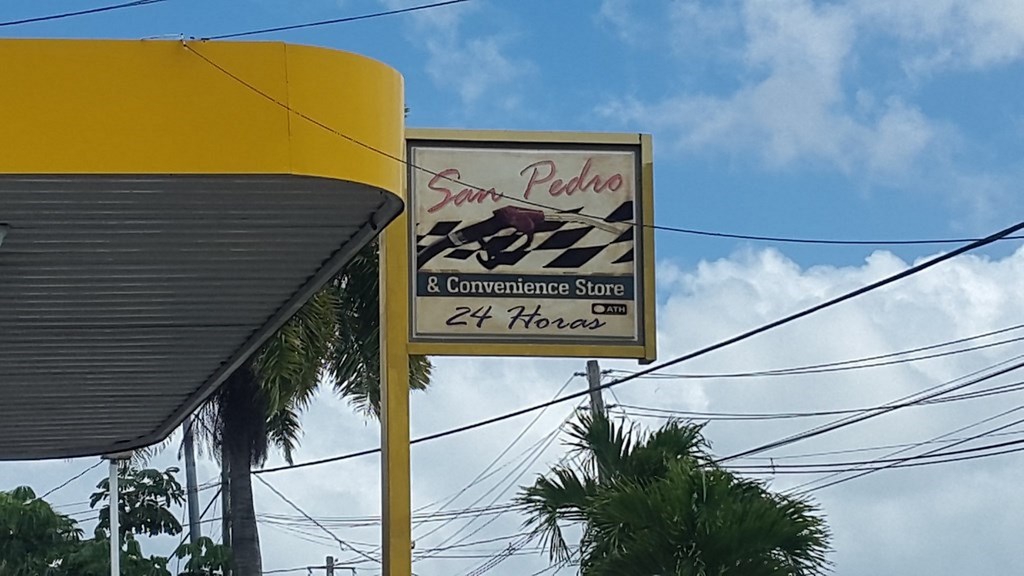 San Pedro
& Convenience Store
ATH
24 Horas